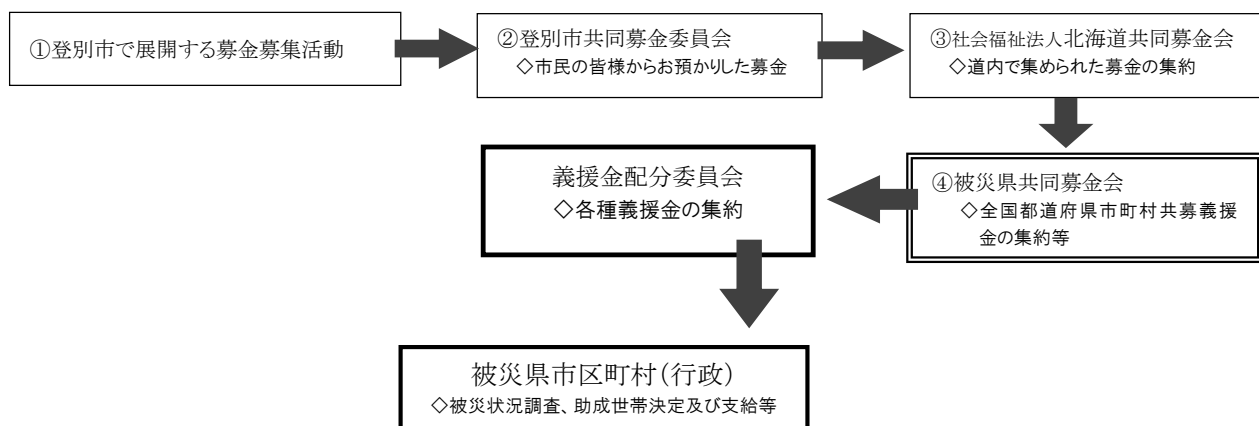 ①登別市で展開する募金募集活動
②登別市共同募金委員会
◇市民の皆様からお預かりした募金
③社会福祉法人北海道共同募金会
◇道内で集められた募金の集約
④被災県共同募金会
◇全国都道府県市町村共募義援
金の集約等
義援金配分委員会
◇各種義援金の集約
被災県市区町村(行政)
◇被災状況調査、助成世帯決定及び支給等